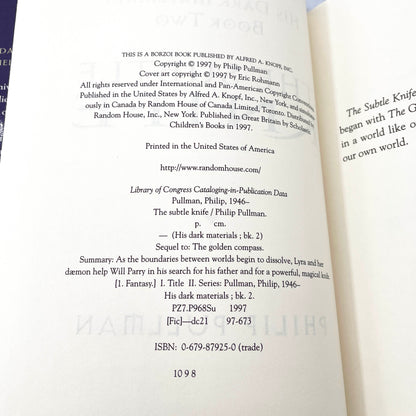 THIS IS A BORZOI BOOK PUBLISHED BY ALFRED A. KNOPF, INC.
Copyright © 1997 by Philip Pullman
Cover art copyright © 1997 by Eric Rohmann
All rights reserved under International and Pan-American Copyright Conventions.
Published in the United States of America by Alfred A. Knopf, Inc., New York, and simultane-
ously in Canada by Random House of Canada Limited, Toronto. Distributed by
Random House, Inc., New York. Published in Great Britain by Scholastic
Children's Books in 1997.
Printed in the United States of America
http://www.randomhouse.com/
Library of Congress Cataloging-in-Publication Data
Pullman, Philip, 1946–
The subtle knife / Philip Pullman.
p. cm.
— (His dark materials ; bk. 2)
Sequel to: The golden compass.
Summary: As the boundaries between worlds begin to dissolve, Lyra and her
dæmon help Will Parry in his search for his father and for a powerful, magical knife.
[1. Fantasy.] I. Title II. Series: Pullman, Philip, 1946–
His dark materials ; bk. 2.
PZ7.P968Su 1997
[Fic]—dc21 97-673
ISBN: 0-679-87925-0 (trade)
1098
The Subtle Knife
began with The G
in a world like o
our own world.